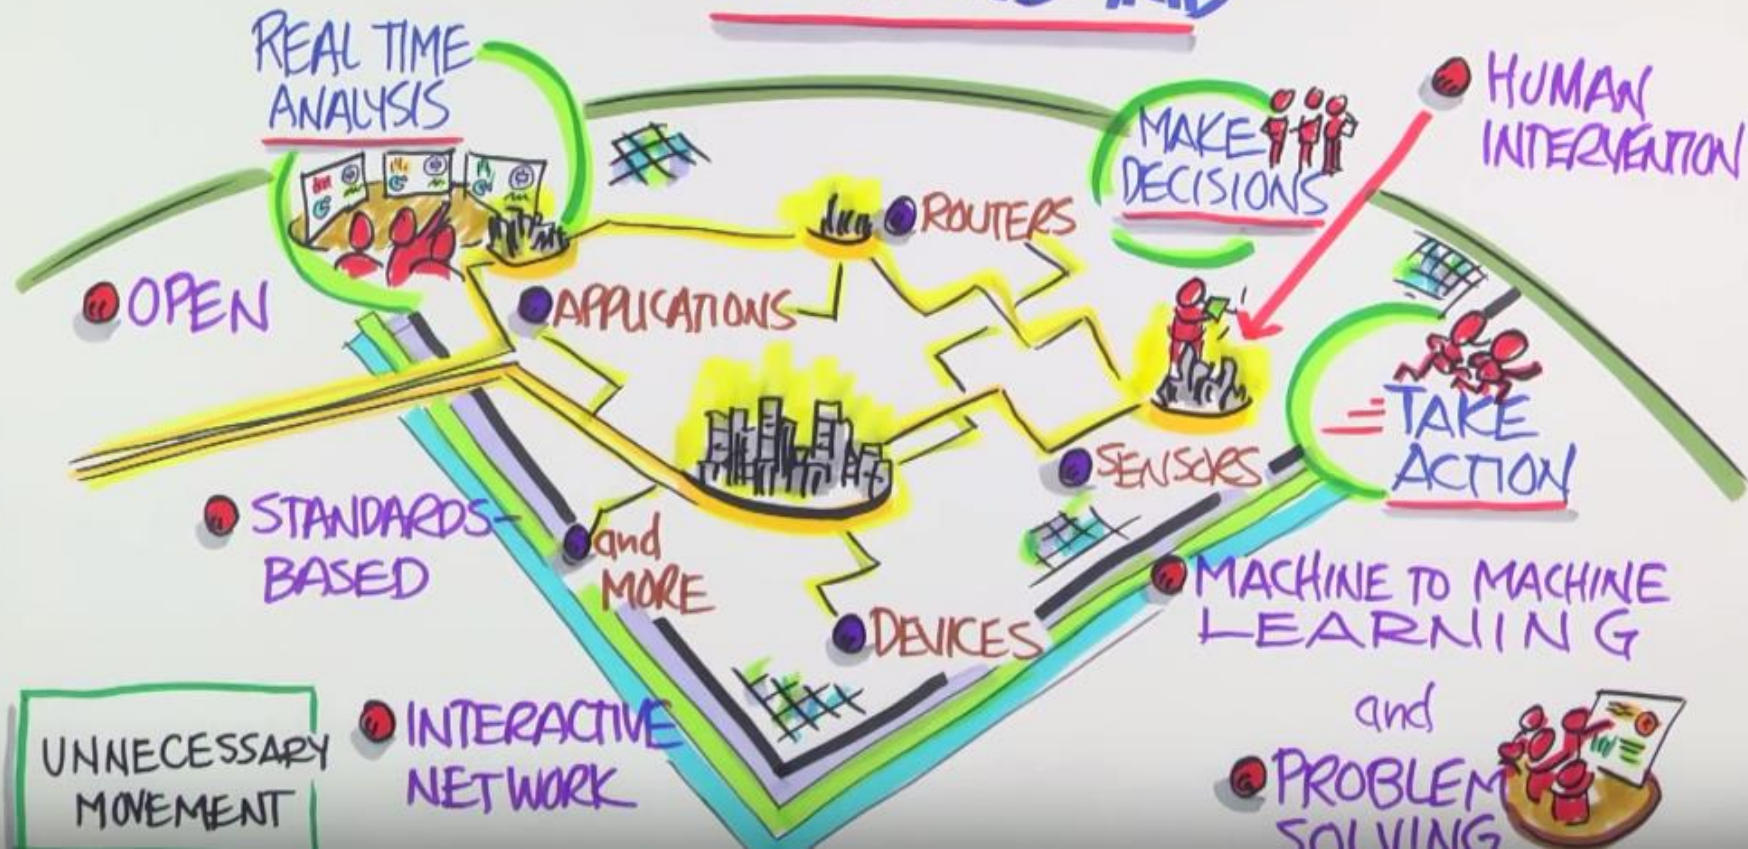 REAL TIME
ANALYSIS
MAKE
DECISIONS
HUMAN
INTERVENTION
ROUTERS
OPEN
APPLICATIONS
TAKE
ACTION
SENSORS
STANDARDS-
BASED
and
MORE
DEVICES
MACHINE TO MACHINE
LEARNING
INTERACTIVE
NETWORK
UNNECESSARY
MOVEMENT
and
PROBLEM
SOLVING